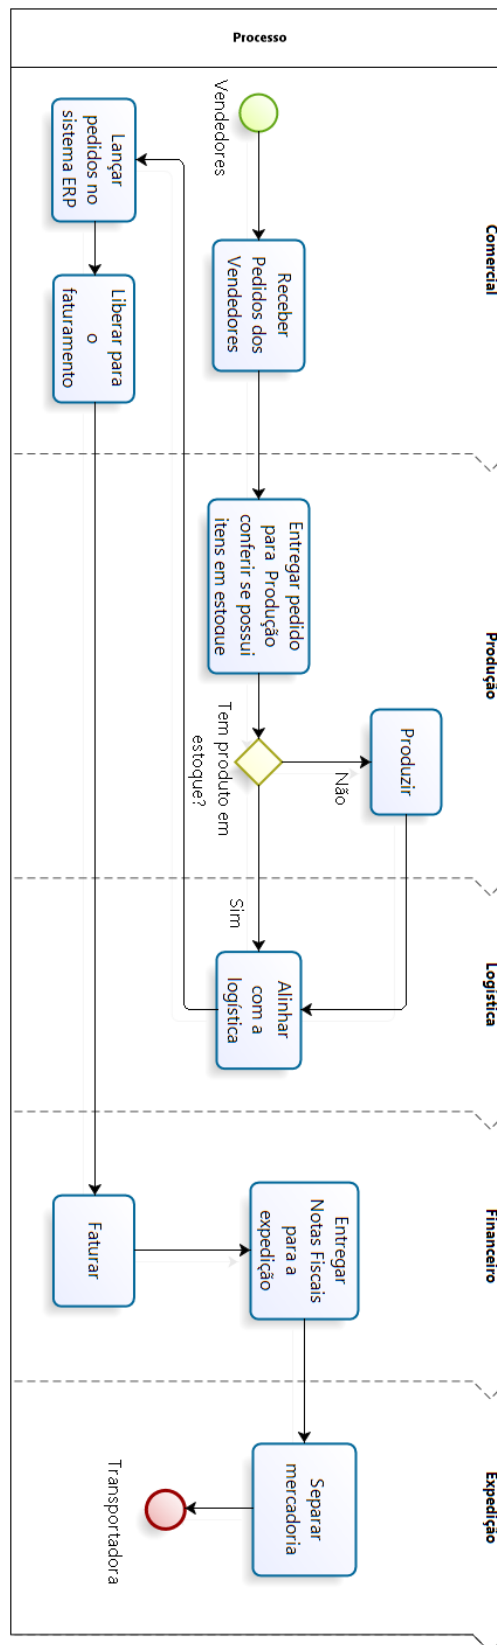 Processo
Comercial
Vendedores
Receber
Pedidos dos
Vendedores
Lançar
pedidos no
sistema ERP
Liberar para
o
faturamento
Produção
Entregar pedido
para Produção
conferir se possui
itens em estoque
Tem produto em
estoque?
Não
Produzir
Sim
Logística
Alinhar
com a
logística
Financeiro
Faturar
Entregar
Notas Fiscais
para a
expedição
Expedição
Separar
mercadoria
Transportadora